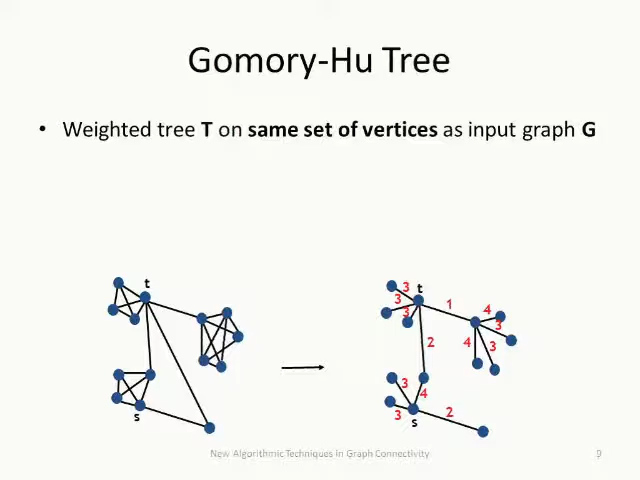 Gomory-Hu Tree
• Weighted tree T on same set of vertices as input graph G
t
s
3
3
3
t
1
4
3
4
3
2
3
4
3
s
2
New Algorithmic Techniques in Graph Connectivity
9